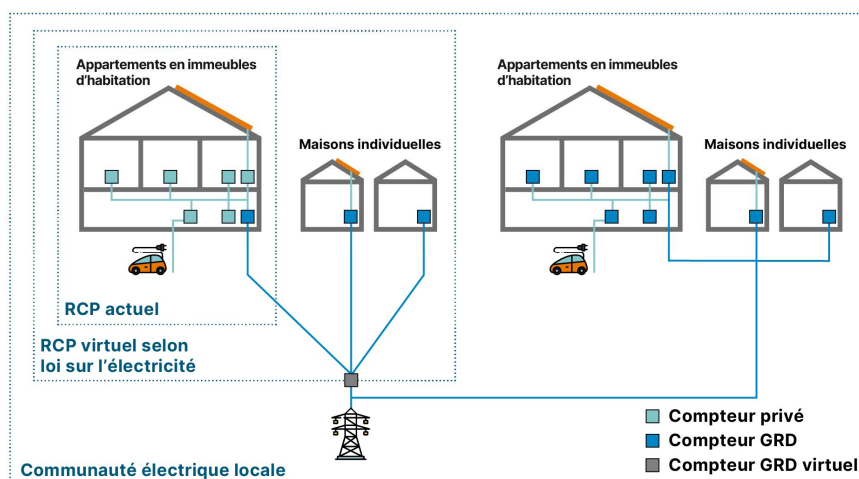 Appartements en immeubles
d'habitation
Maisons individuelles
RCP actuel
RCP virtuel selon
loi sur l'électricité
Appartements en immeubles
d'habitation
Maisons individuelles
Compteur privé
Compteur GRD
Compteur GRD virtuel
Communauté électrique locale